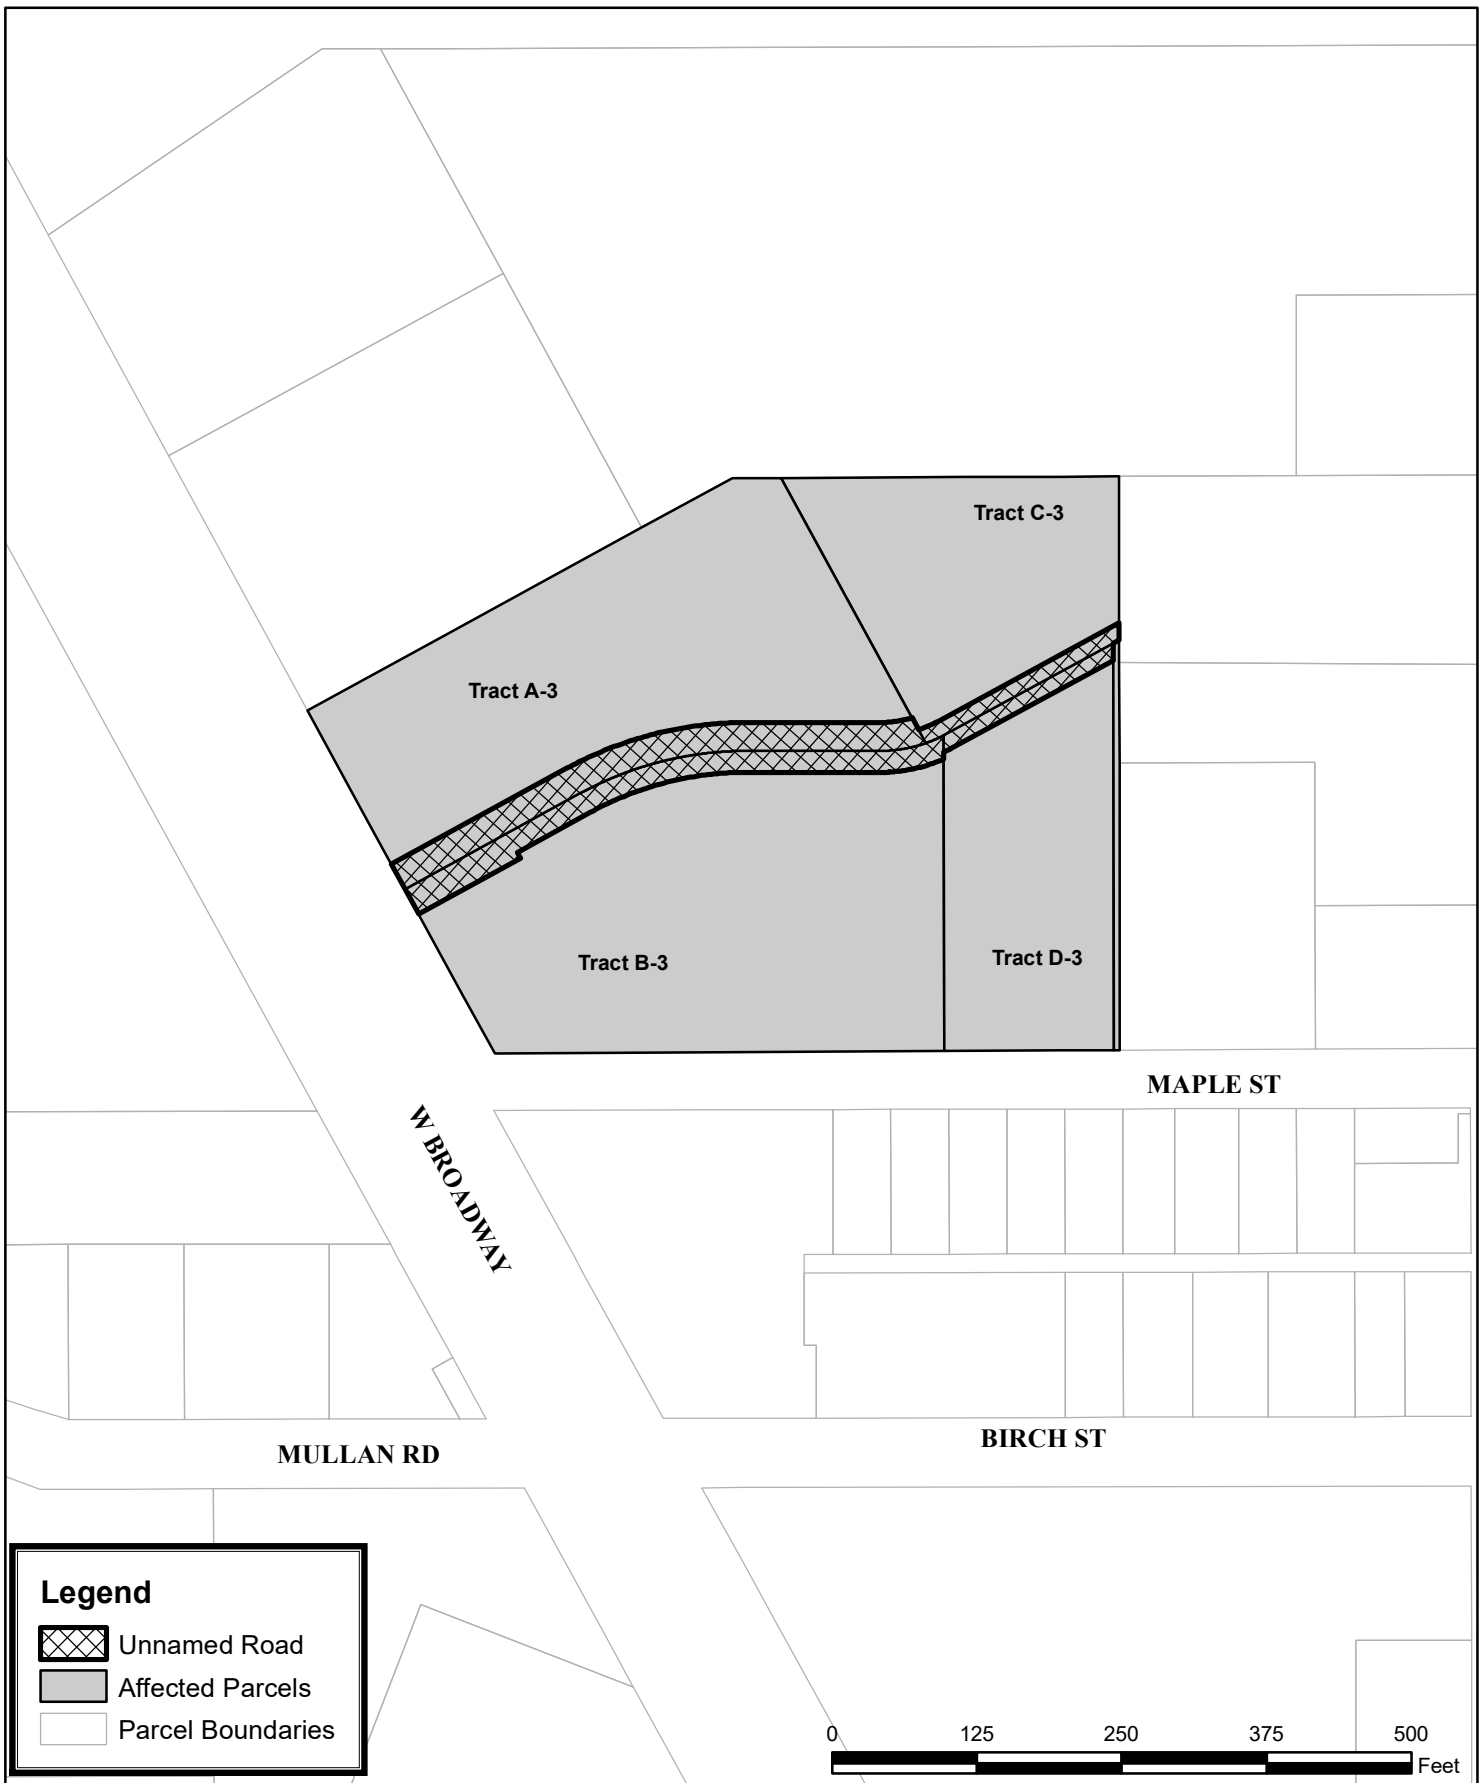 Tract C-3
Tract A-3
Tract B-3
Tract D-3
MAPLE ST
W BROADWAY
MULLAN RD
BIRCH ST
Legend
Unnamed Road
Affected Parcels
Parcel Boundaries
0 125 250 375 500
Feet